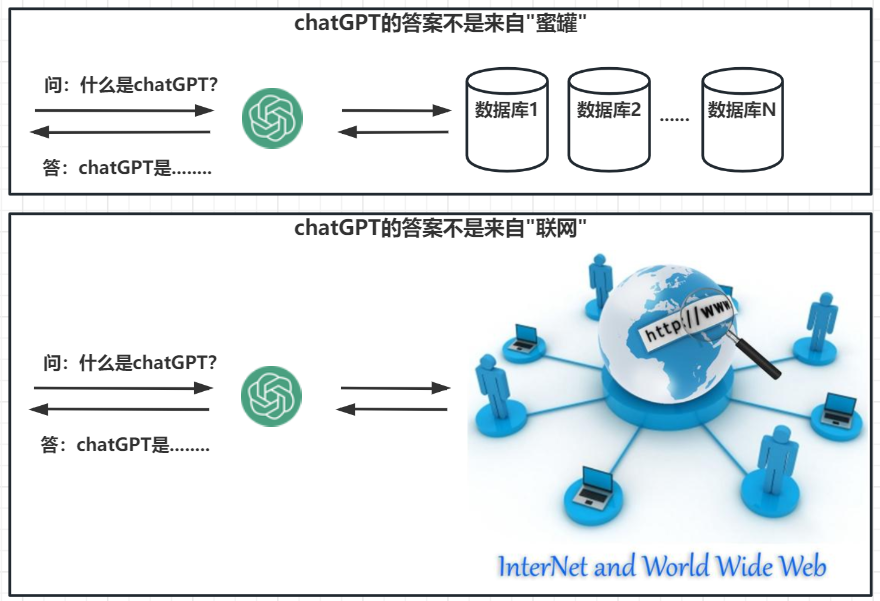 chatGPT的答案不是来自"蜜罐"
问：什么是chatGPT?
数据库1 数据库2 ...... 数据库N
答：chatGPT是........
chatGPT的答案不是来自"联网"
http://www
问：什么是chatGPT?
答：chatGPT是........
InterNet and World Wide Web